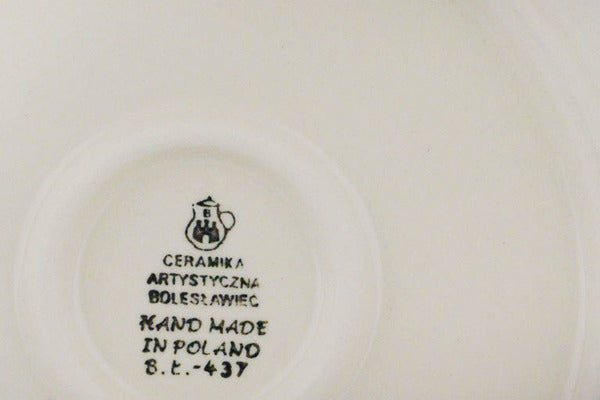 B
CERAMIKA
ARTYSTYCZNA
BOLESŁAWIEC
HAND MADE
IN POLAND
B.Ł.-437